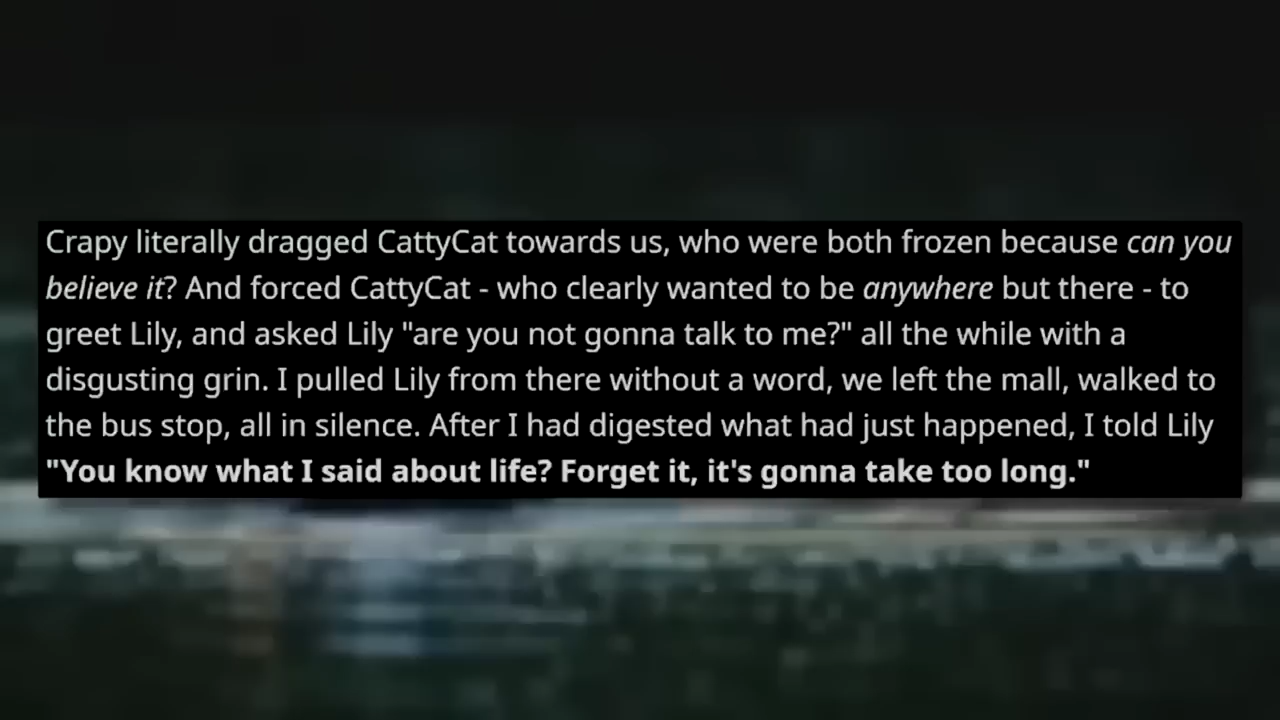 Crapy literally dragged CattyCat towards us, who were both frozen because can you
believe it? And forced CattyCat - who clearly wanted to be anywhere but there - to
greet Lily, and asked Lily "are you not gonna talk to me?" all the while with a
disgusting grin. I pulled Lily from there without a word, we left the mall, walked to
the bus stop, all in silence. After I had digested what had just happened, I told Lily
"You know what I said about life? Forget it, it's gonna take too long."